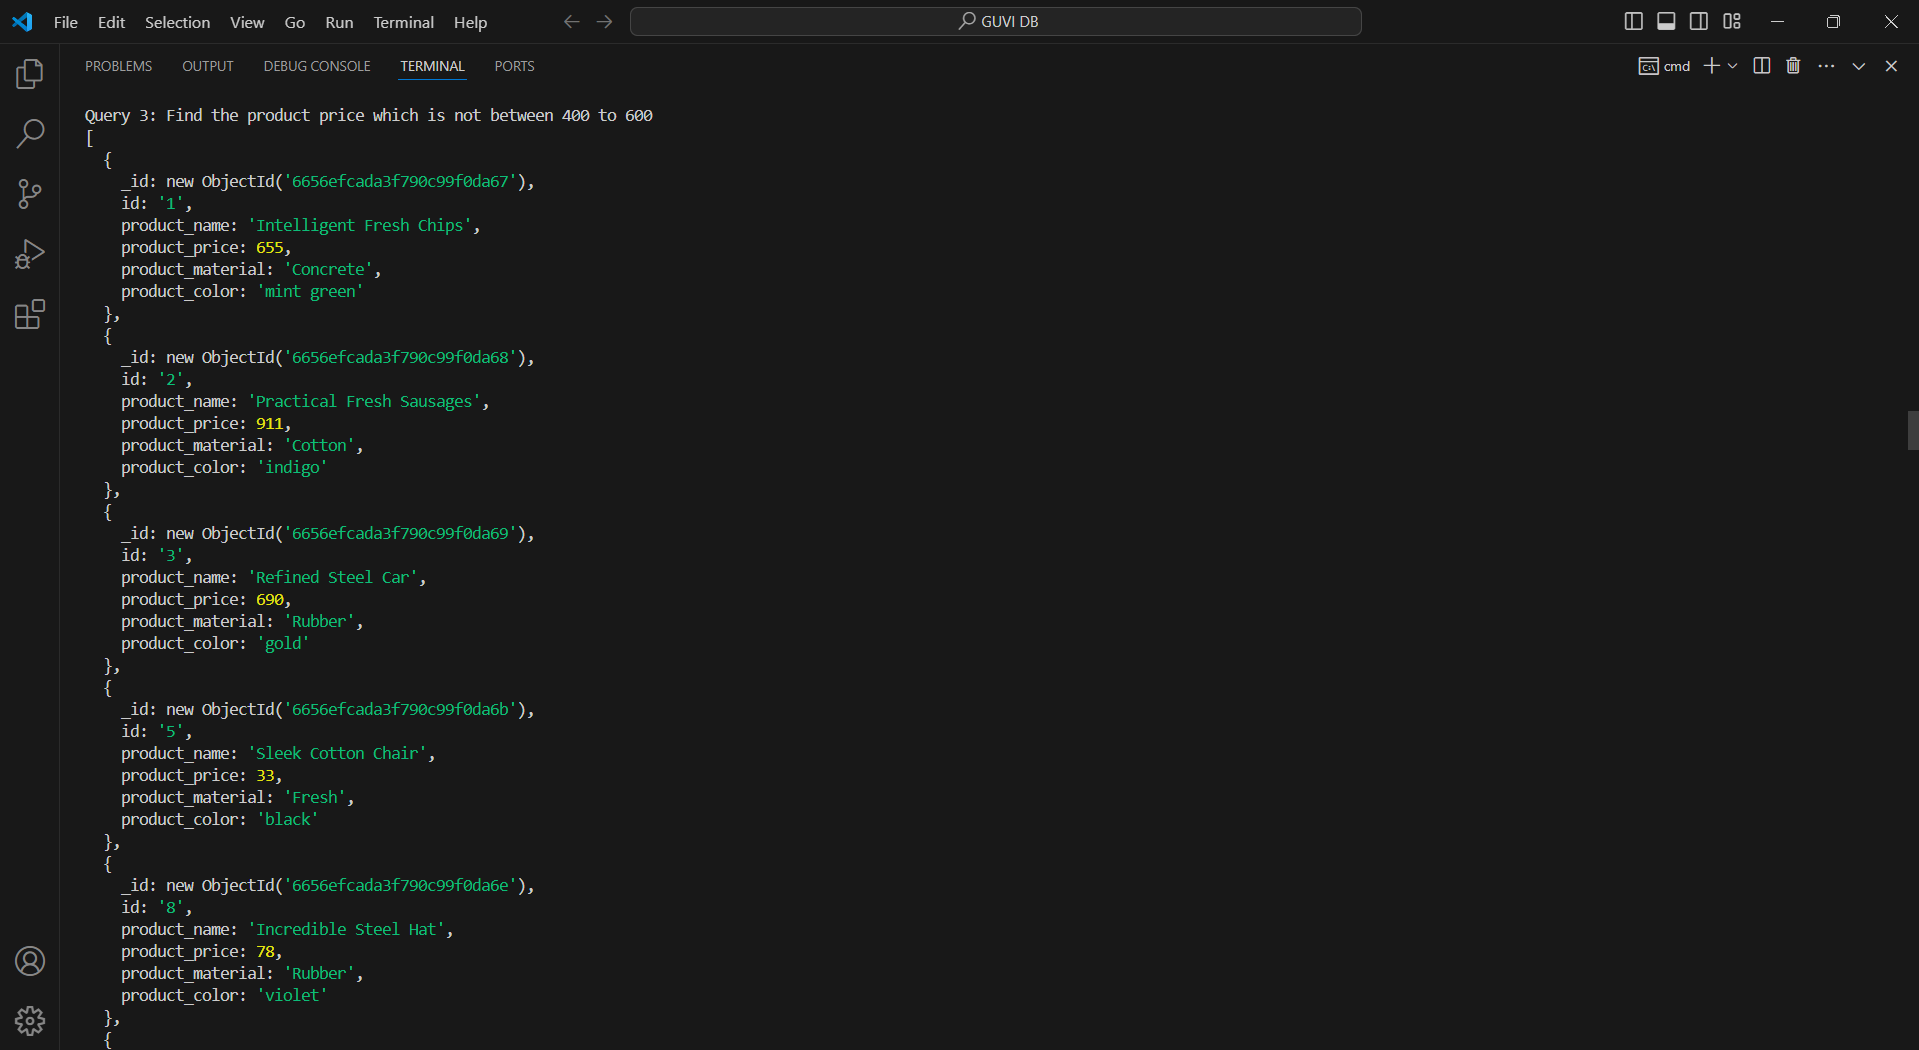 File Edit Selection View Go Run Terminal Help GUVI DB
PROBLEMS OUTPUT DEBUG CONSOLE TERMINAL PORTS cmd
Query 3: Find the product price which is not between 400 to 600
[
  {
    _id: new ObjectId('6656efcada3f790c99f0da67'),
    id: '1',
    product_name: 'Intelligent Fresh Chips',
    product_price: 655,
    product_material: 'Concrete',
    product_color: 'mint green'
  },
  {
    _id: new ObjectId('6656efcada3f790c99f0da68'),
    id: '2',
    product_name: 'Practical Fresh Sausages',
    product_price: 911,
    product_material: 'Cotton',
    product_color: 'indigo'
  },
  {
    _id: new ObjectId('6656efcada3f790c99f0da69'),
    id: '3',
    product_name: 'Refined Steel Car',
    product_price: 690,
    product_material: 'Rubber',
    product_color: 'gold'
  },
  {
    _id: new ObjectId('6656efcada3f790c99f0da6b'),
    id: '5',
    product_name: 'Sleek Cotton Chair',
    product_price: 33,
    product_material: 'Fresh',
    product_color: 'black'
  },
  {
    _id: new ObjectId('6656efcada3f790c99f0da6e'),
    id: '8',
    product_name: 'Incredible Steel Hat',
    product_price: 78,
    product_material: 'Rubber',
    product_color: 'violet'
  },
  {